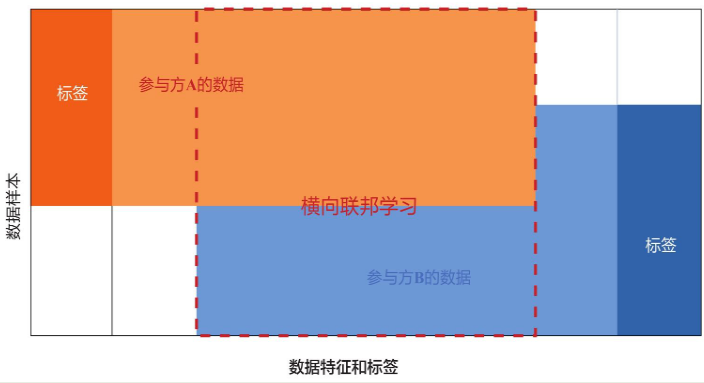 标签
参与方A的数据
横向联邦学习
参与方B的数据
标签
数据样本
数据特征和标签